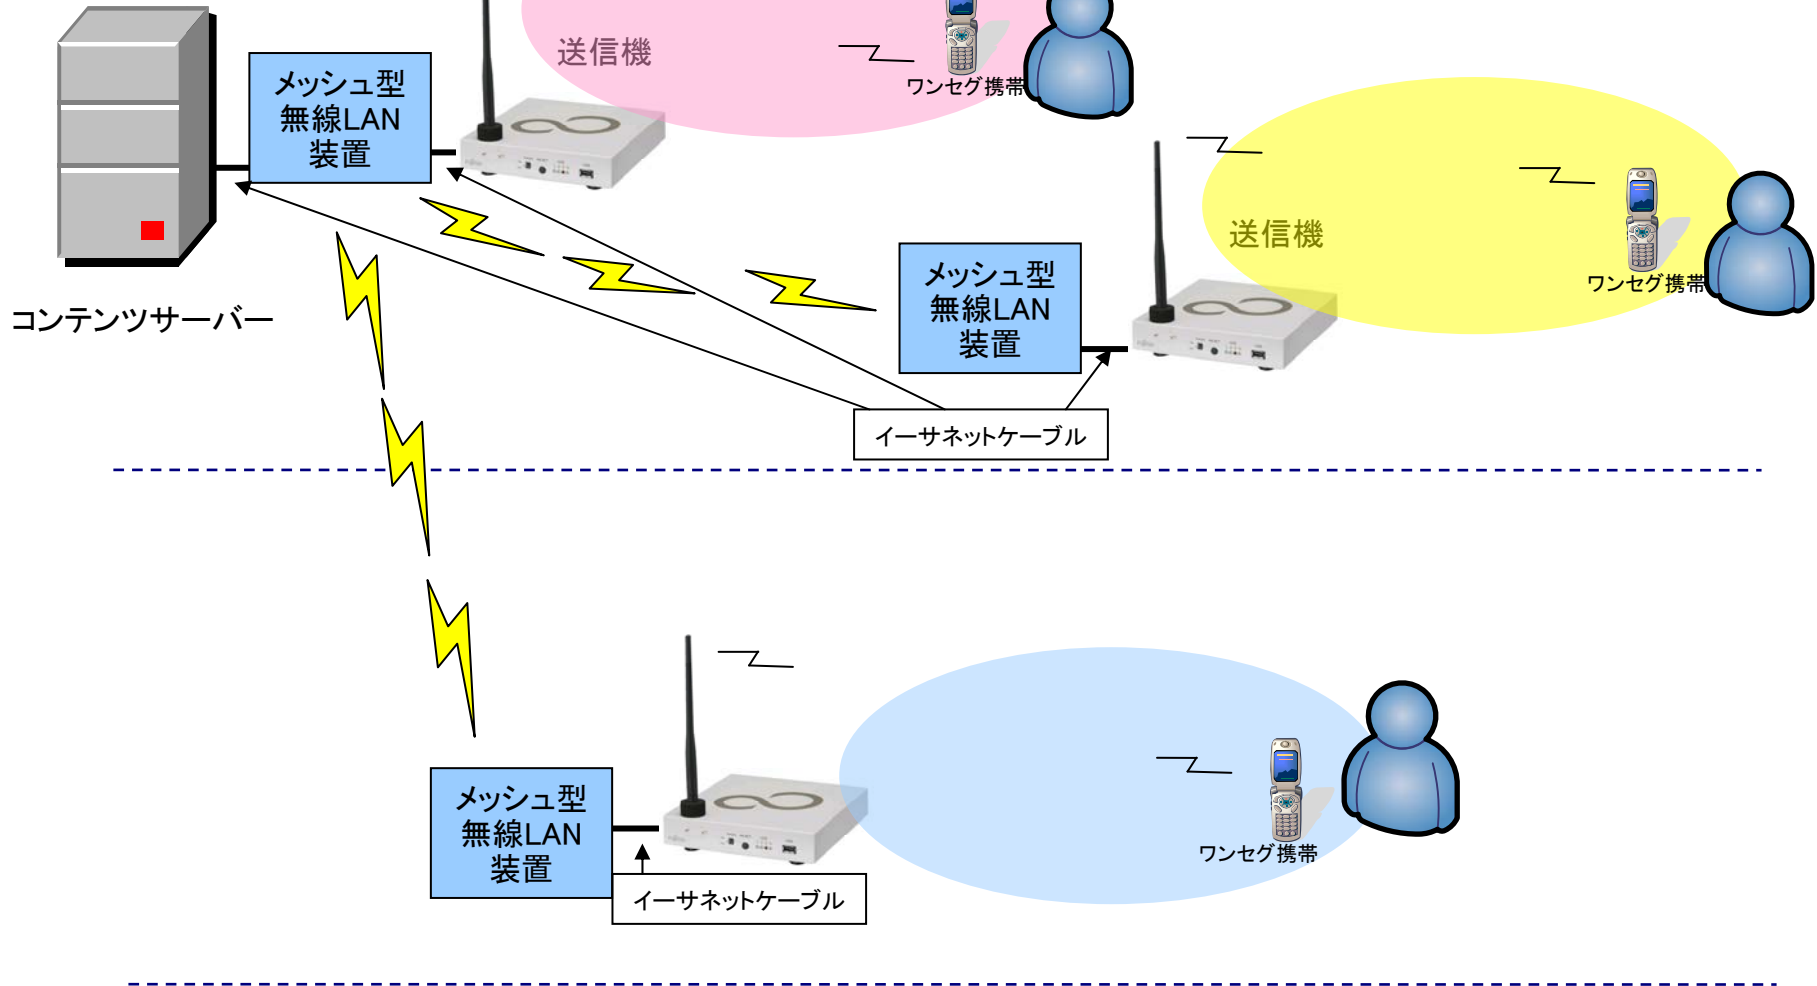 送信機
ワンセグ携帯
メッシュ型
無線LAN
装置
コンテンツサーバー
送信機
ワンセグ携帯
メッシュ型
無線LAN
装置
イーサネットケーブル
メッシュ型
無線LAN
装置
イーサネットケーブル
ワンセグ携帯